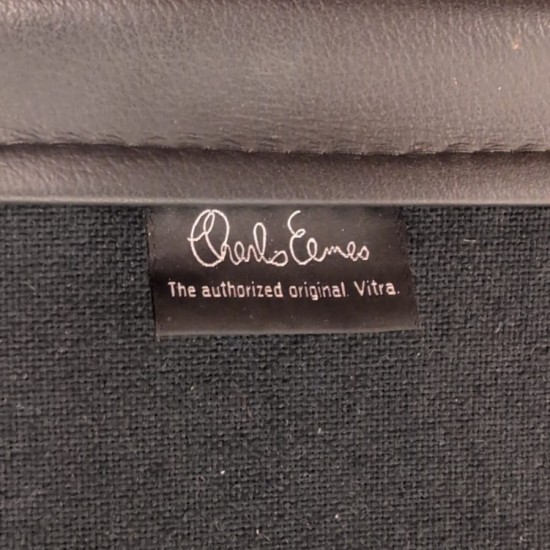 Charles Eames
The authorized original. Vitra.